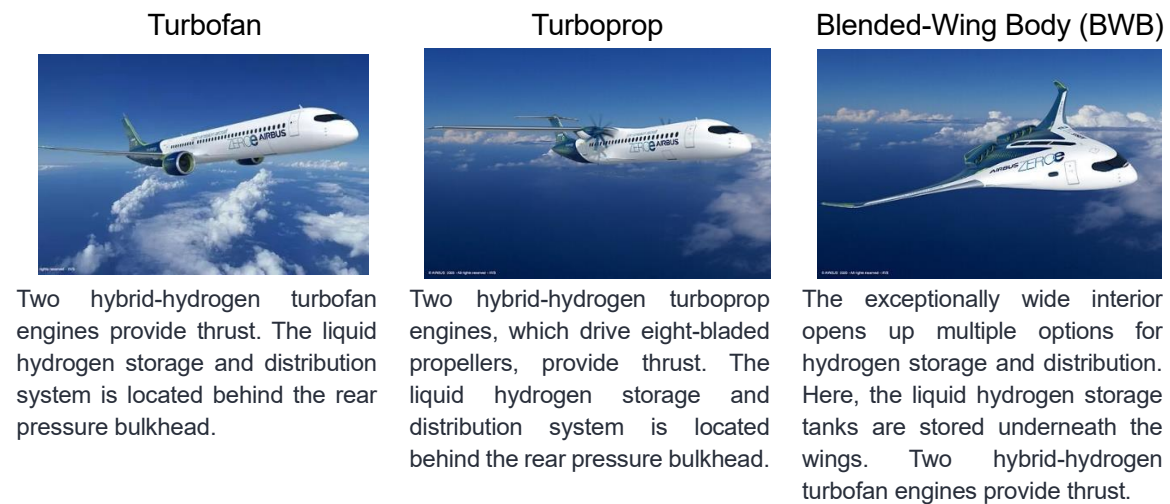 Turbofan
Turboprop
Blended-Wing Body (BWB)
ZEROe AIRBUS
ZEROe AIRBUS
AIRBUS ZEROe
Two hybrid-hydrogen turbofan
engines provide thrust. The liquid
hydrogen storage and distribution
system is located behind the rear
pressure bulkhead.
Two hybrid-hydrogen turboprop
engines, which drive eight-bladed
propellers, provide thrust. The
liquid hydrogen storage and
distribution system is located
behind the rear pressure bulkhead.
The exceptionally wide interior
opens up multiple options for
hydrogen storage and distribution.
Here, the liquid hydrogen storage
tanks are stored underneath the
wings. Two hybrid-hydrogen
turbofan engines provide thrust.